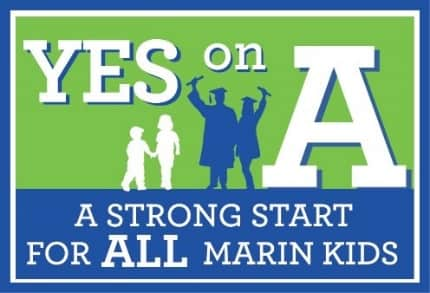 YES on A
A STRONG START
FOR ALL MARIN KIDS